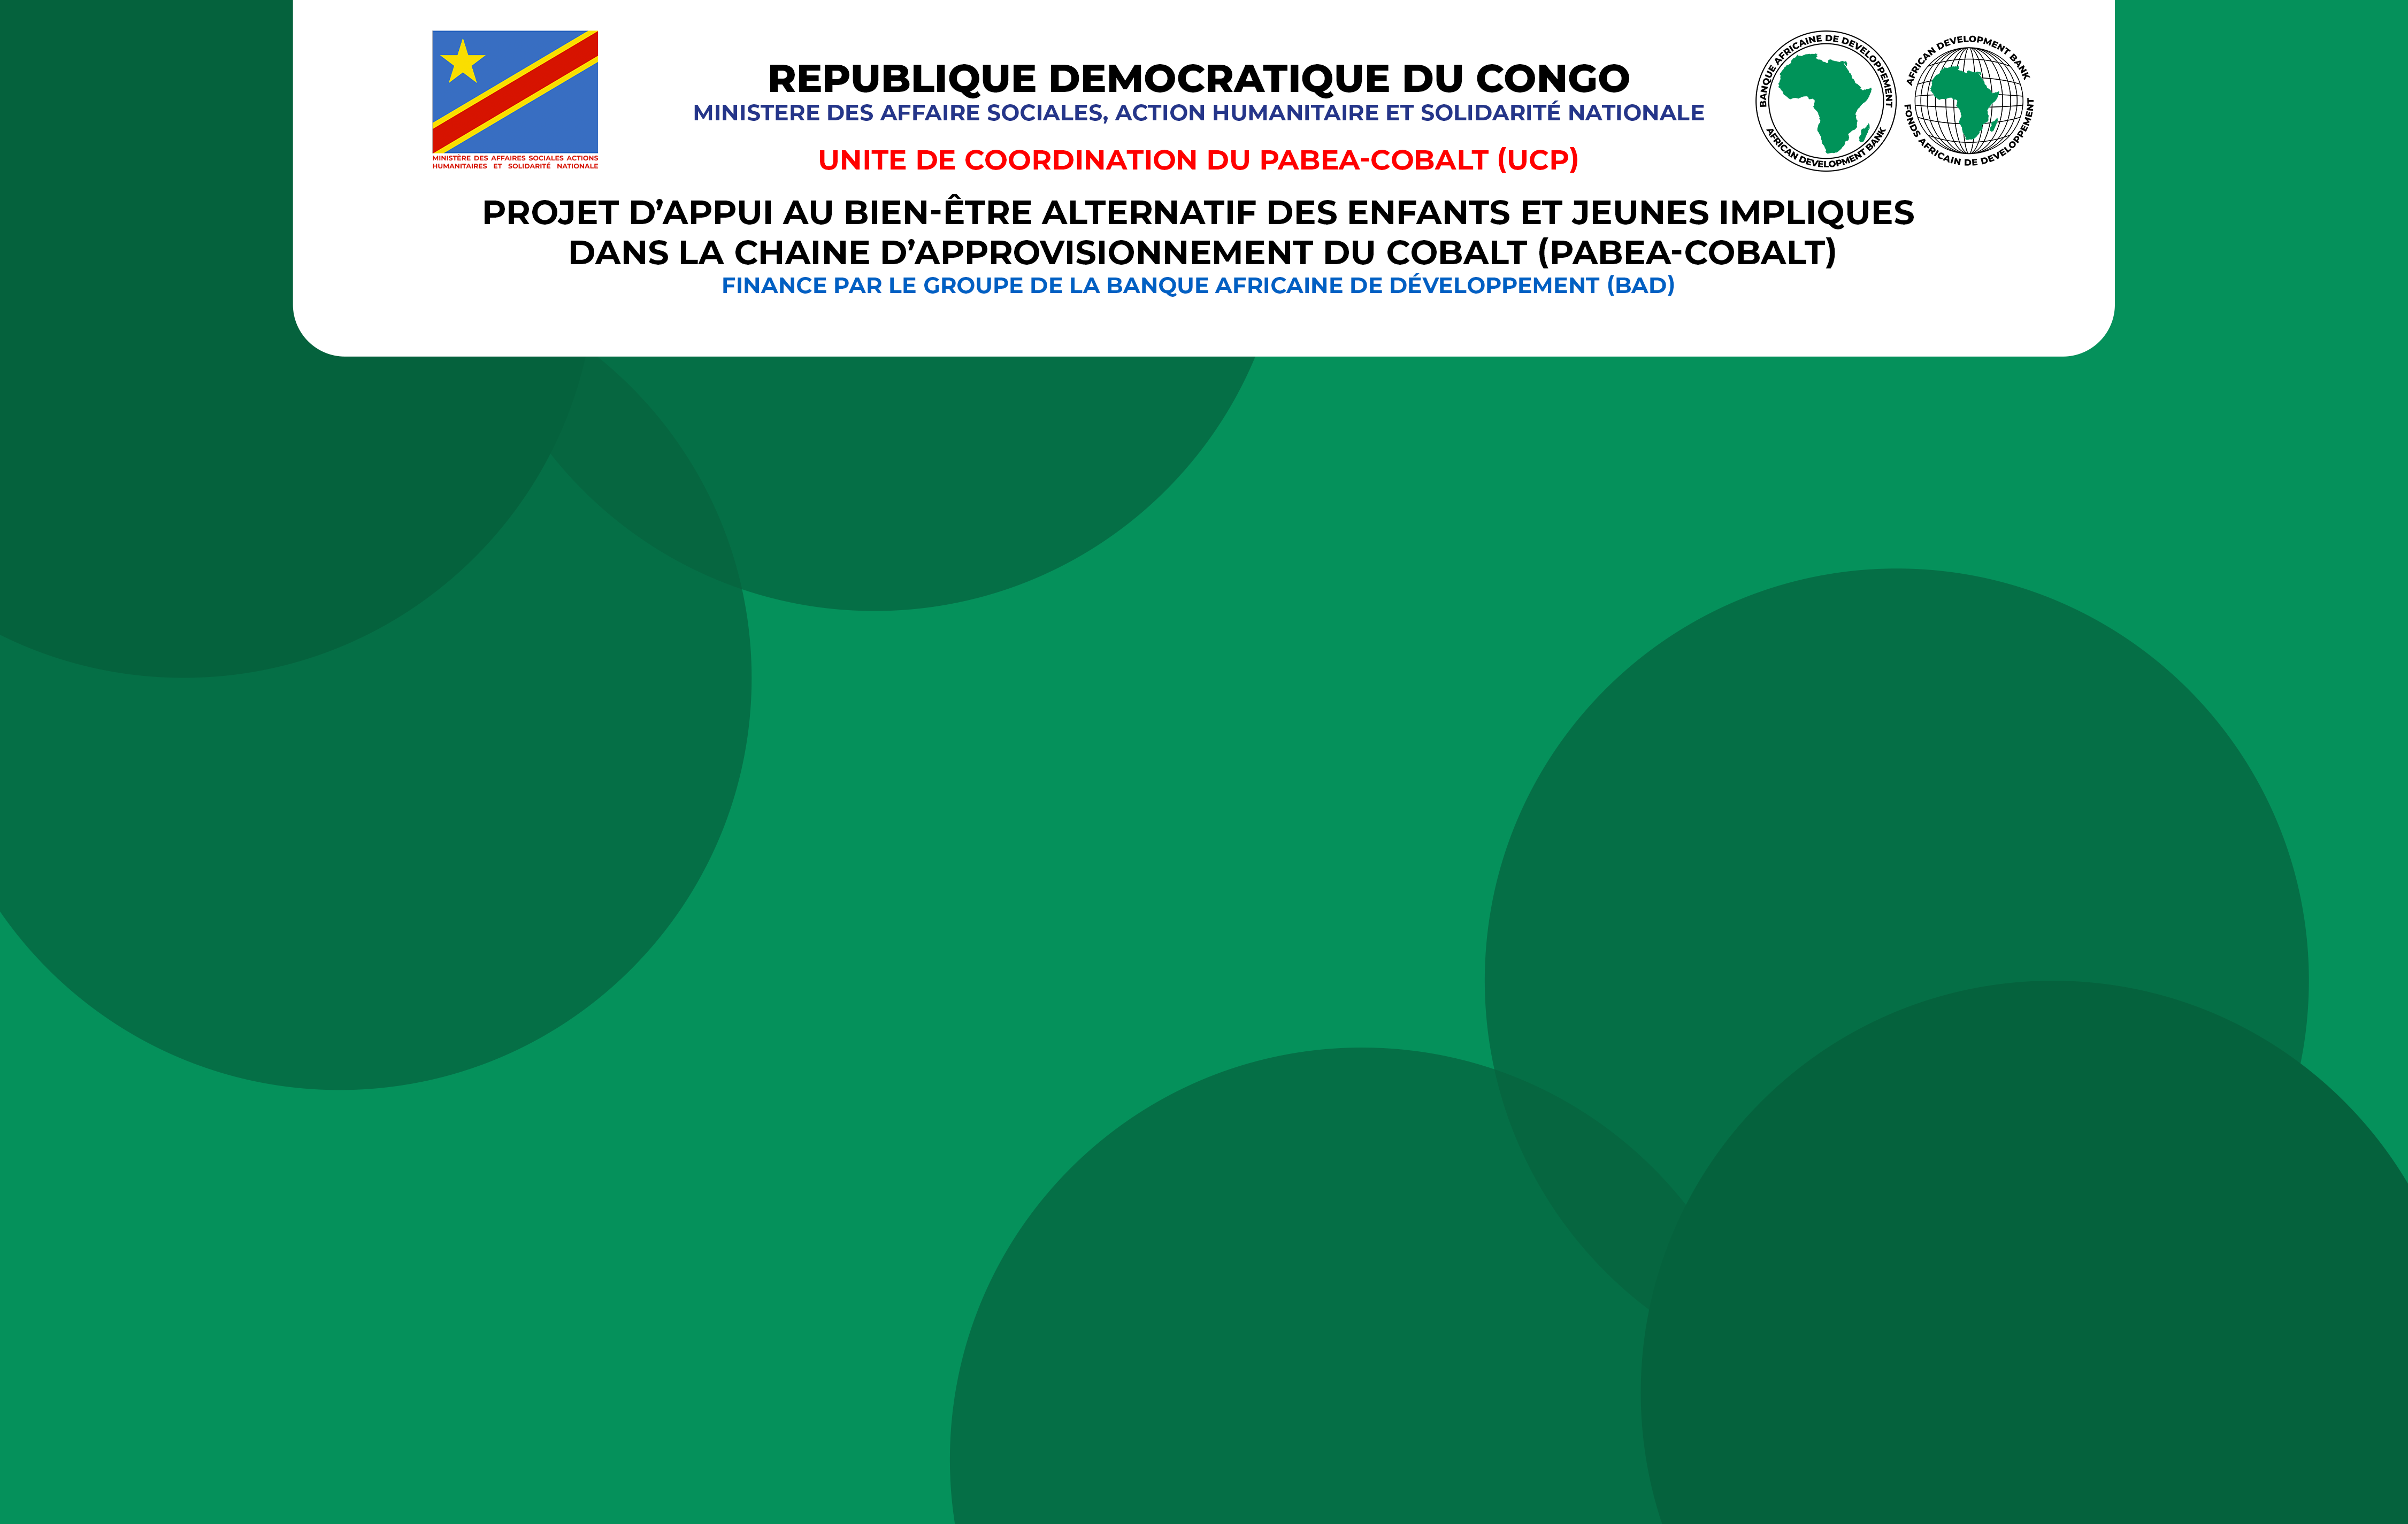 REPUBLIQUE DEMOCRATIQUE DU CONGO
MINISTERE DES AFFAIRE SOCIALES, ACTION HUMANITAIRE ET SOLIDARITÉ NATIONALE
UNITE DE COORDINATION DU PABEA-COBALT (UCP)
MINISTÈRE DES AFFAIRES SOCIALES ACTIONS
HUMANITAIRES ET SOLIDARITÉ NATIONALE
BANQUE AFRICAINE DE DEVELOPPEMENT
AFRICAN DEVELOPMENT BANK
AFRICAN DEVELOPMENT BANK
FONDS AFRICAIN DE DEVELOPPEMENT
PROJET D’APPUI AU BIEN-ÊTRE ALTERNATIF DES ENFANTS ET JEUNES IMPLIQUES
DANS LA CHAINE D’APPROVISIONNEMENT DU COBALT (PABEA-COBALT)
FINANCE PAR LE GROUPE DE LA BANQUE AFRICAINE DE DÉVELOPPEMENT (BAD)